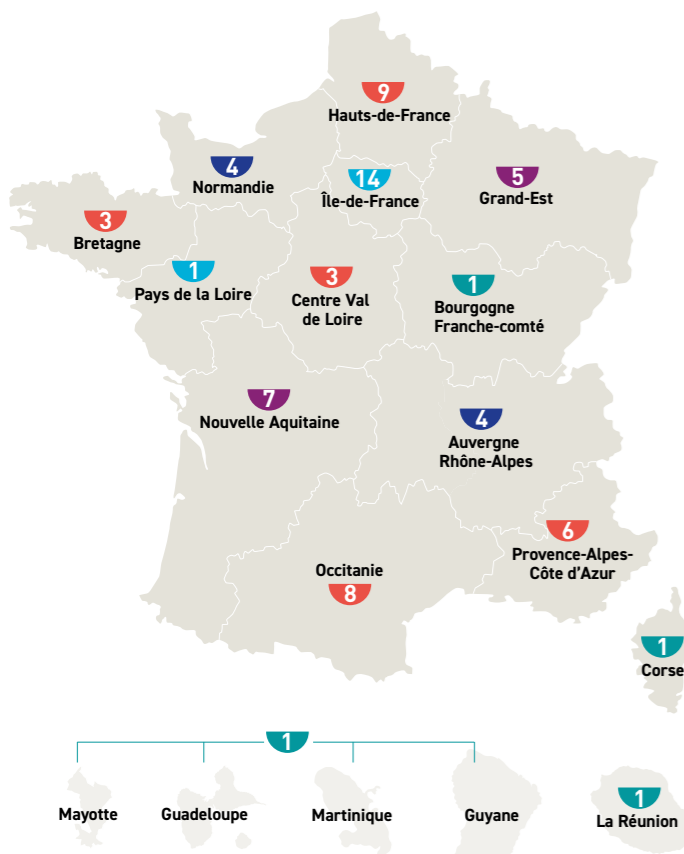 9
Hauts-de-France
4
Normandie
14
Île-de-France
5
Grand-Est
3
Bretagne
1
Pays de la Loire
3
Centre Val
de Loire
1
Bourgogne
Franche-comté
7
Nouvelle Aquitaine
4
Auvergne
Rhône-Alpes
6
Provence-Alpes-
Côte d'Azur
Occitanie
8
1
Corse
1
Mayotte
Guadeloupe
Martinique
Guyane
1
La Réunion